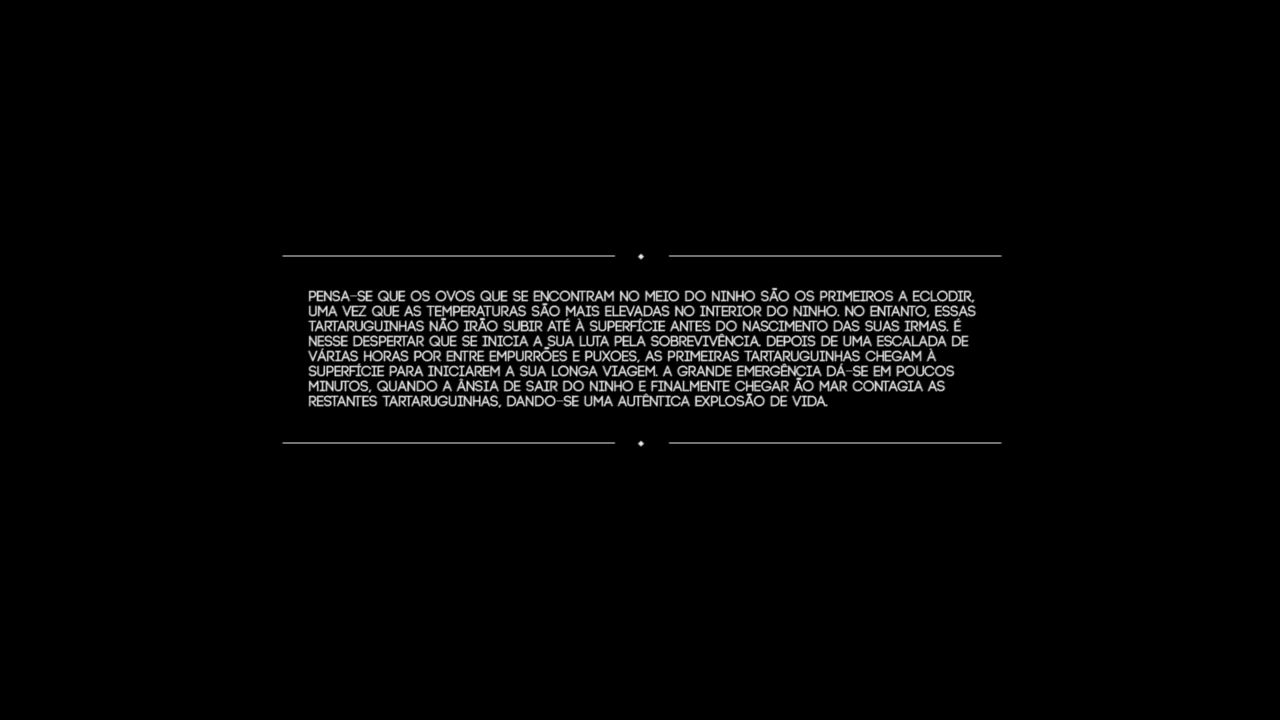 PENSA-SE QUE OS OVOS QUE SE ENCONTRAM NO MEIO DO NINHO SÃO OS PRIMEIROS A ECLODIR,
UMA VEZ QUE AS TEMPERATURAS SÃO MAIS ELEVADAS NO INTERIOR DO NINHO. NO ENTANTO, ESSAS
TARTARUGUINHAS NÃO IRÃO SUBIR ATÉ À SUPERFÍCIE ANTES DO NASCIMENTO DAS SUAS IRMAS. É
NESSE DESPERTAR QUE SE INICIA A SUA LUTA PELA SOBREVIVÊNCIA. DEPOIS DE UMA ESCALADA DE
VÁRIAS HORAS POR ENTRE EMPURRÕES E PUXOES, AS PRIMEIRAS TARTARUGUINHAS CHEGAM À
SUPERFÍCIE PARA INICIAREM A SUA LONGA VIAGEM. A GRANDE EMERGÊNCIA DÁ-SE EM POUCOS
MINUTOS, QUANDO A ÂNSIA DE SAIR DO NINHO E FINALMENTE CHEGAR ÃO MAR CONTAGIA AS
RESTANTES TARTARUGUINHAS, DANDO-SE UMA AUTÊNTICA EXPLOSÃO DE VIDA.